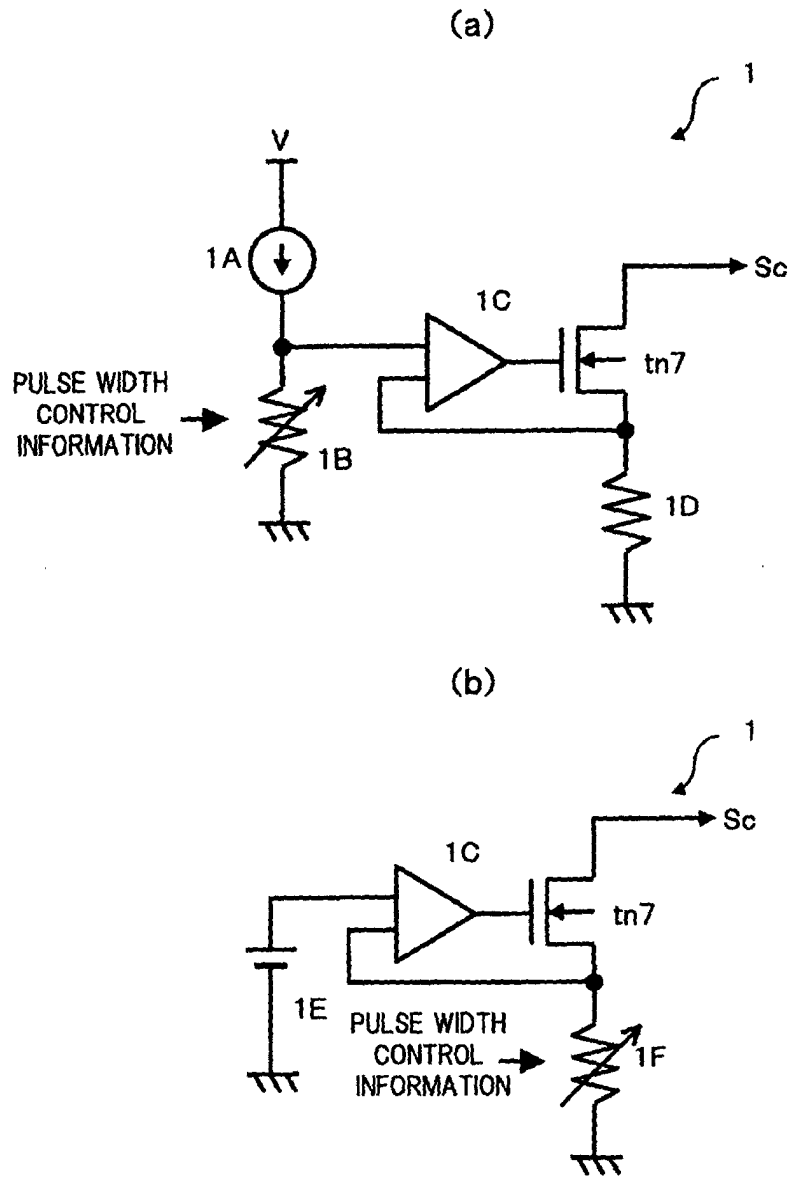 (a)
1
V
1A
1C
Sc
tn7
PULSE WIDTH
CONTROL
INFORMATION
1B
1D
(b)
1
Sc
1C
tn7
1E
PULSE WIDTH
CONTROL
INFORMATION
1F